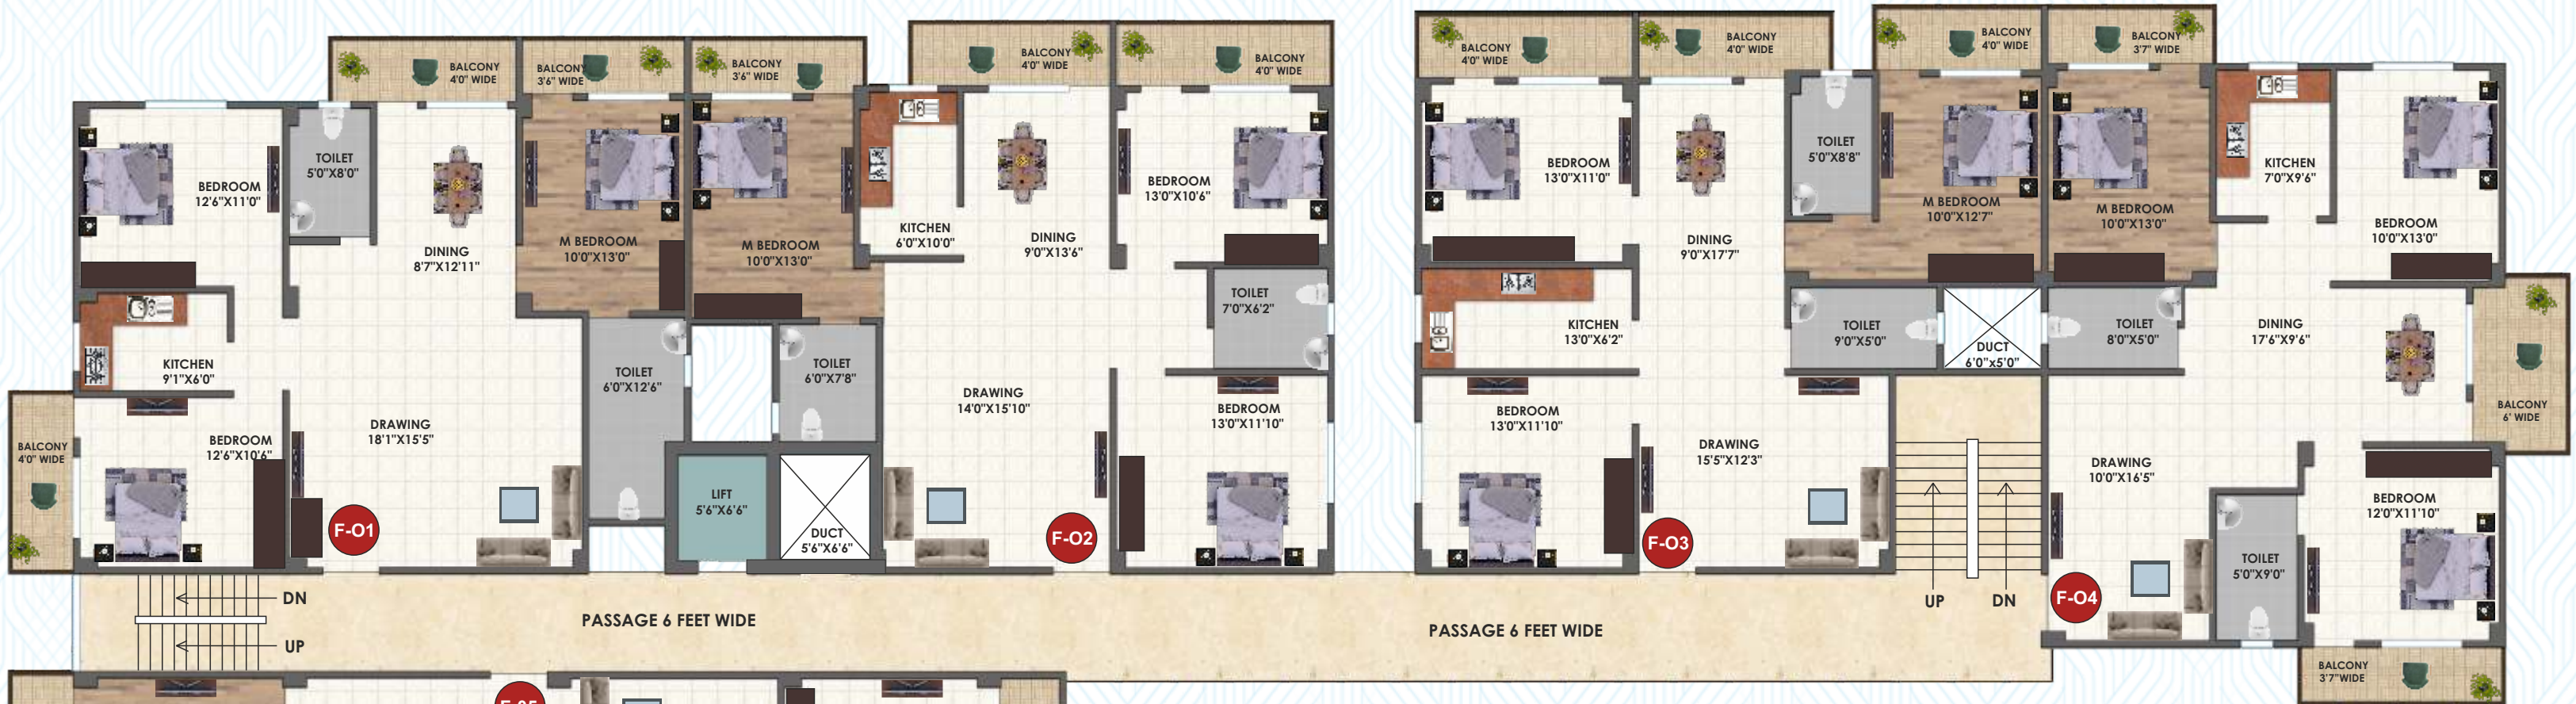 BALCONY
4'0" WIDE
BALCONY
3'6" WIDE
BALCONY
3'6" WIDE
BALCONY
4'0" WIDE
BALCONY
4'0" WIDE
BEDROOM
12'6"X11'0"
TOILET
5'0"X8'0"
DINING
8'7"X12'11"
M BEDROOM
10'0"X13'0"
M BEDROOM
10'0"X13'0"
KITCHEN
6'0"X10'0"
DINING
9'0"X13'6"
BEDROOM
13'0"X10'6"
TOILET
7'0"X6'2"
KITCHEN
9'1"X6'0"
TOILET
6'0"X12'6"
TOILET
6'0"X7'8"
DRAWING
14'0"X15'10"
BEDROOM
13'0"X11'10"
BALCONY
4'0" WIDE
BEDROOM
12'6"X10'6"
DRAWING
18'1"X15'5"
LIFT
5'6"X6'6"
DUCT
5'6"X6'6"
F-O1
F-O2
BALCONY
4'0" WIDE
BALCONY
4'0" WIDE
BALCONY
4'0" WIDE
BALCONY
3'7" WIDE
BEDROOM
13'0"X11'0"
DINING
9'0"X17'7"
TOILET
5'0"X8'8"
M BEDROOM
10'0"X12'7"
M BEDROOM
10'0"X13'0"
KITCHEN
7'0"X9'6"
BEDROOM
10'0"X13'0"
KITCHEN
13'0"X6'2"
TOILET
9'0"X5'0"
DUCT
6'0"x5'0"
TOILET
8'0"X5'0"
DINING
17'6"X9'6"
BALCONY
6' WIDE
BEDROOM
13'0"X11'10"
DRAWING
15'5"X12'3"
DRAWING
10'0"X16'5"
BEDROOM
12'0"X11'10"
TOILET
5'0"X9'0"
F-O3
F-O4
UP
DN
DN
UP
PASSAGE 6 FEET WIDE
PASSAGE 6 FEET WIDE
BALCONY
3'7"WIDE